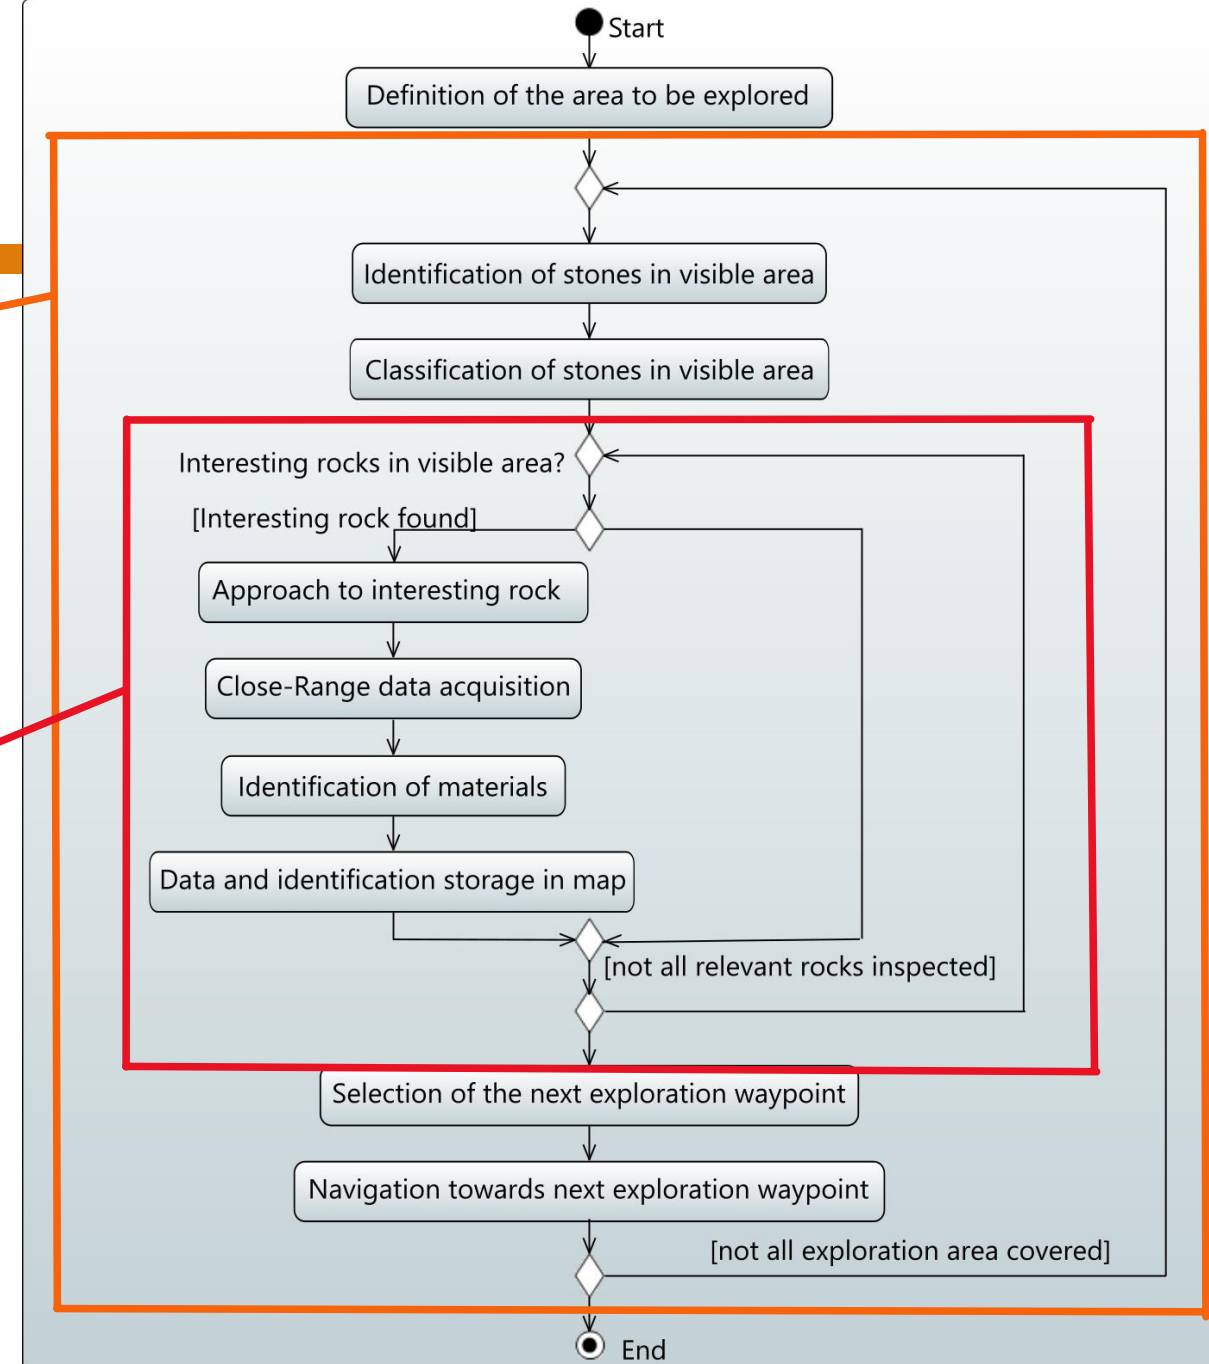 Start
Definition of the area to be explored
Identification of stones in visible area
Classification of stones in visible area
Interesting rocks in visible area?
[Interesting rock found]
Approach to interesting rock
Close-Range data acquisition
Identification of materials
Data and identification storage in map
[not all relevant rocks inspected]
Selection of the next exploration waypoint
Navigation towards next exploration waypoint
[not all exploration area covered]
End